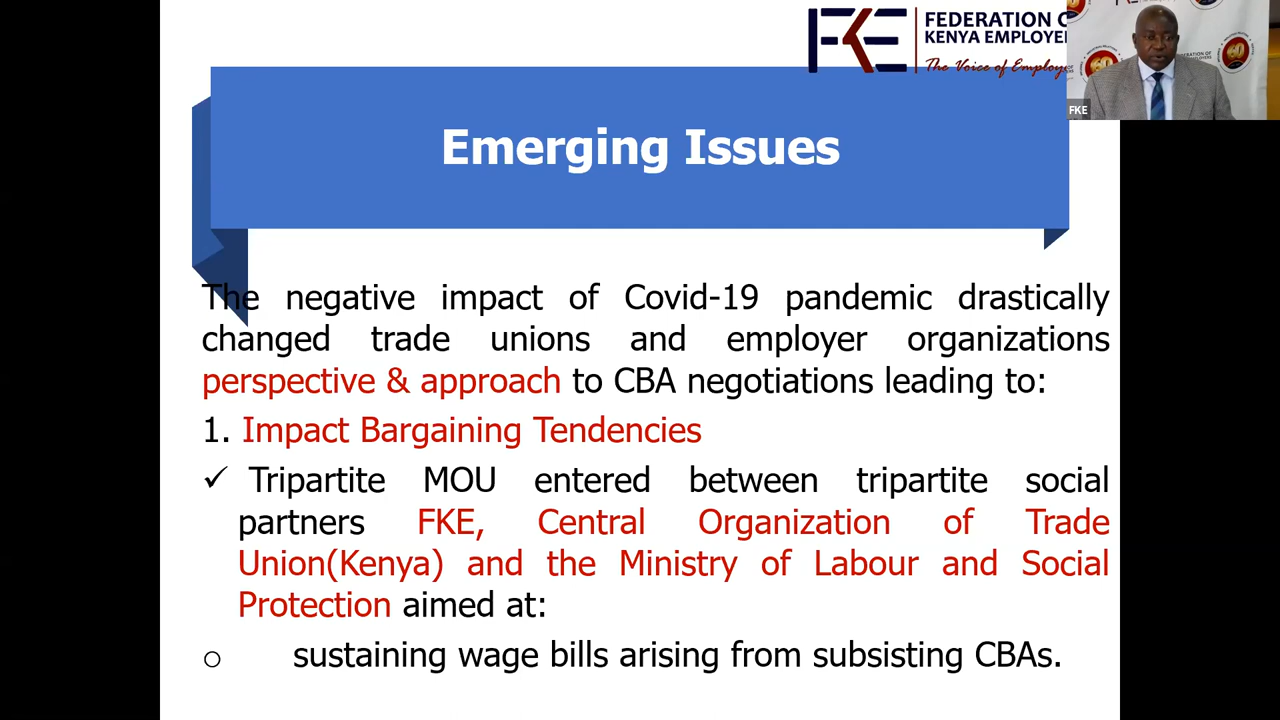 FEDERATION O
KENYA EMPLOYER
The Voice of Employe
FKE
60
60
Emerging Issues
The negative impact of Covid-19 pandemic drastically
changed trade unions and employer organizations
perspective & approach to CBA negotiations leading to:
1. Impact Bargaining Tendencies
✓ Tripartite MOU entered between tripartite social
partners FKE, Central Organization of Trade
Union(Kenya) and the Ministry of Labour and Social
Protection aimed at:
o sustaining wage bills arising from subsisting CBAs.